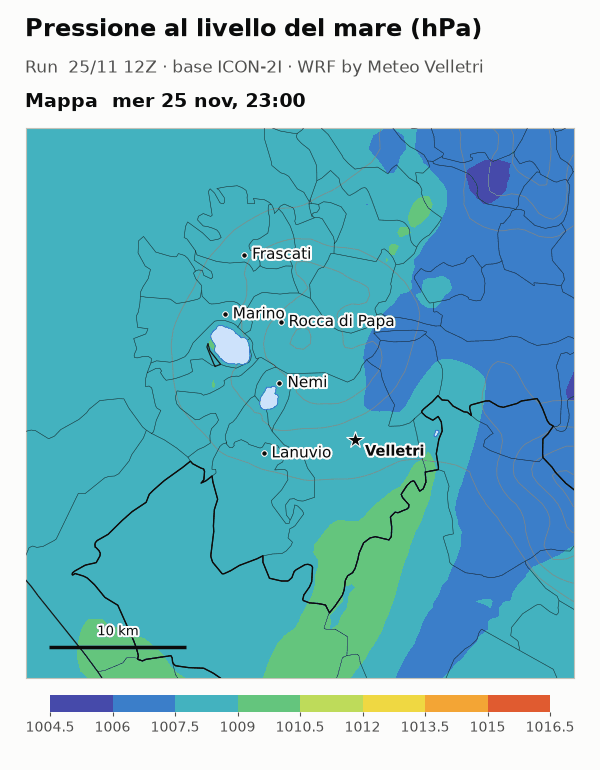 Pressione al livello del mare (hPa)
Run  25/11 12Z · base ICON-2I · WRF by Meteo Velletri
Mappa  mer 25 nov, 23:00
Frascati
Marino
Rocca di Papa
Nemi
Velletri
Lanuvio
10 km
1004.5 1006 1007.5 1009 1010.5 1012 1013.5 1015 1016.5